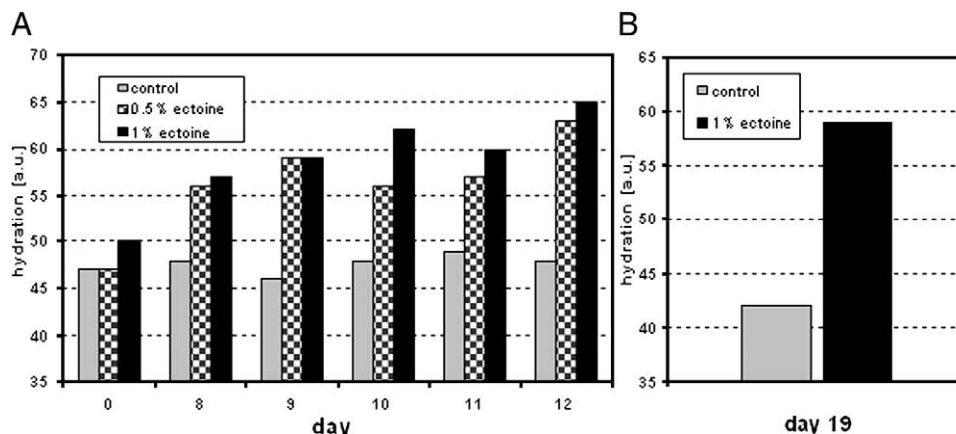 A
hydration [a.u.]
70
65
60
55
50
45
40
35
control
0.5% ectoine
1% ectoine
0 8 9 10 11 12
day
B
hydration [a.u.]
65
60
55
50
45
40
35
control
1% ectoine
day 19